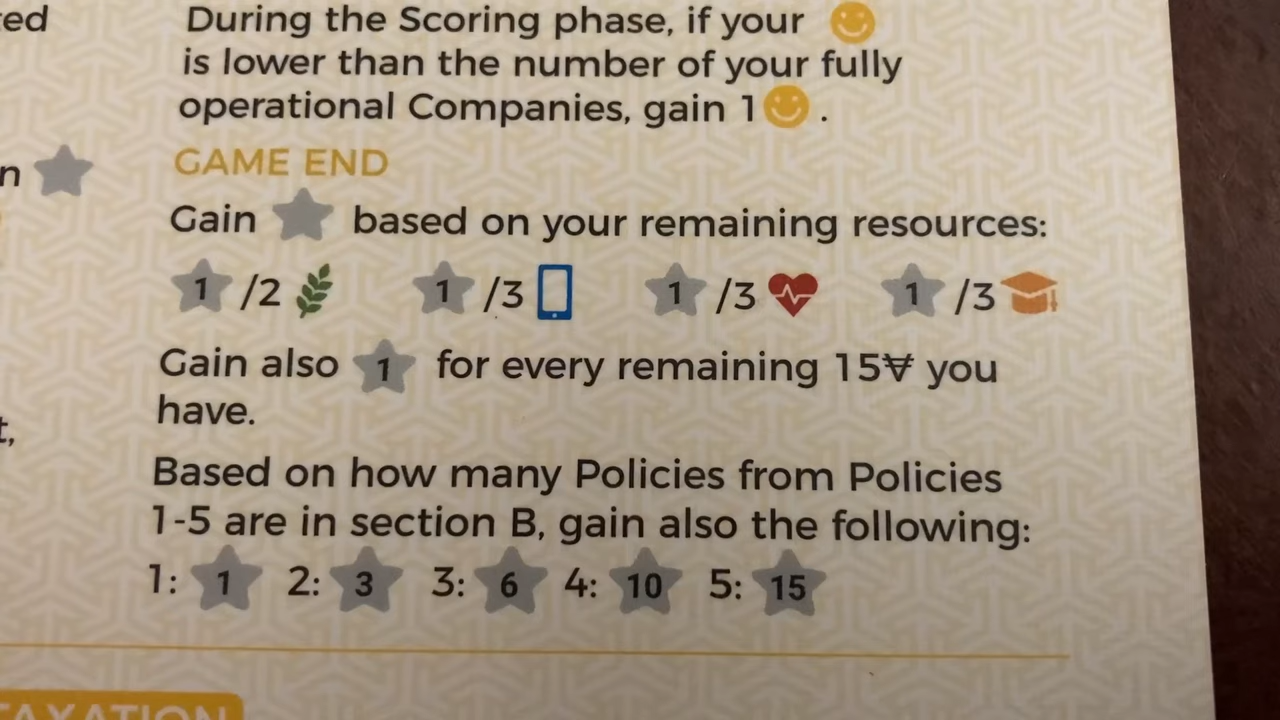 During the Scoring phase, if your
is lower than the number of your fully
operational Companies, gain 1 .
GAME END
Gain based on your remaining resources:
1 /2 1 /3 1 /3 1 /3
Gain also 1 for every remaining 15₩ you
have.
Based on how many Policies from Policies
1-5 are in section B, gain also the following:
1: 1 2: 3 3: 6 4: 10 5: 15
TAXATION